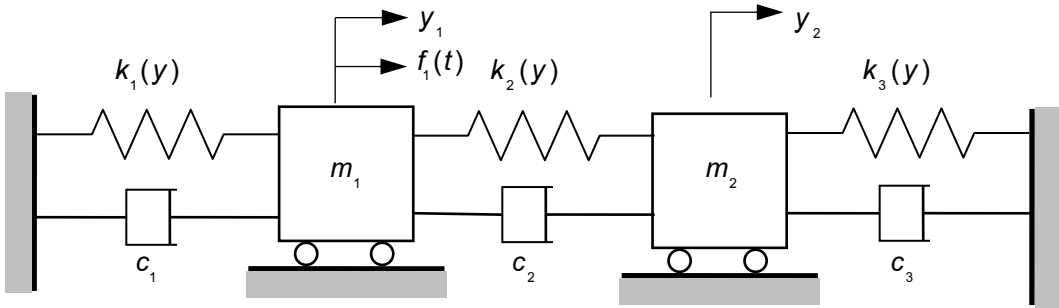 y₁
y₂
f₁(t)
k₁(y)
k₂(y)
k₃(y)
m₁
m₂
c₁
c₂
c₃